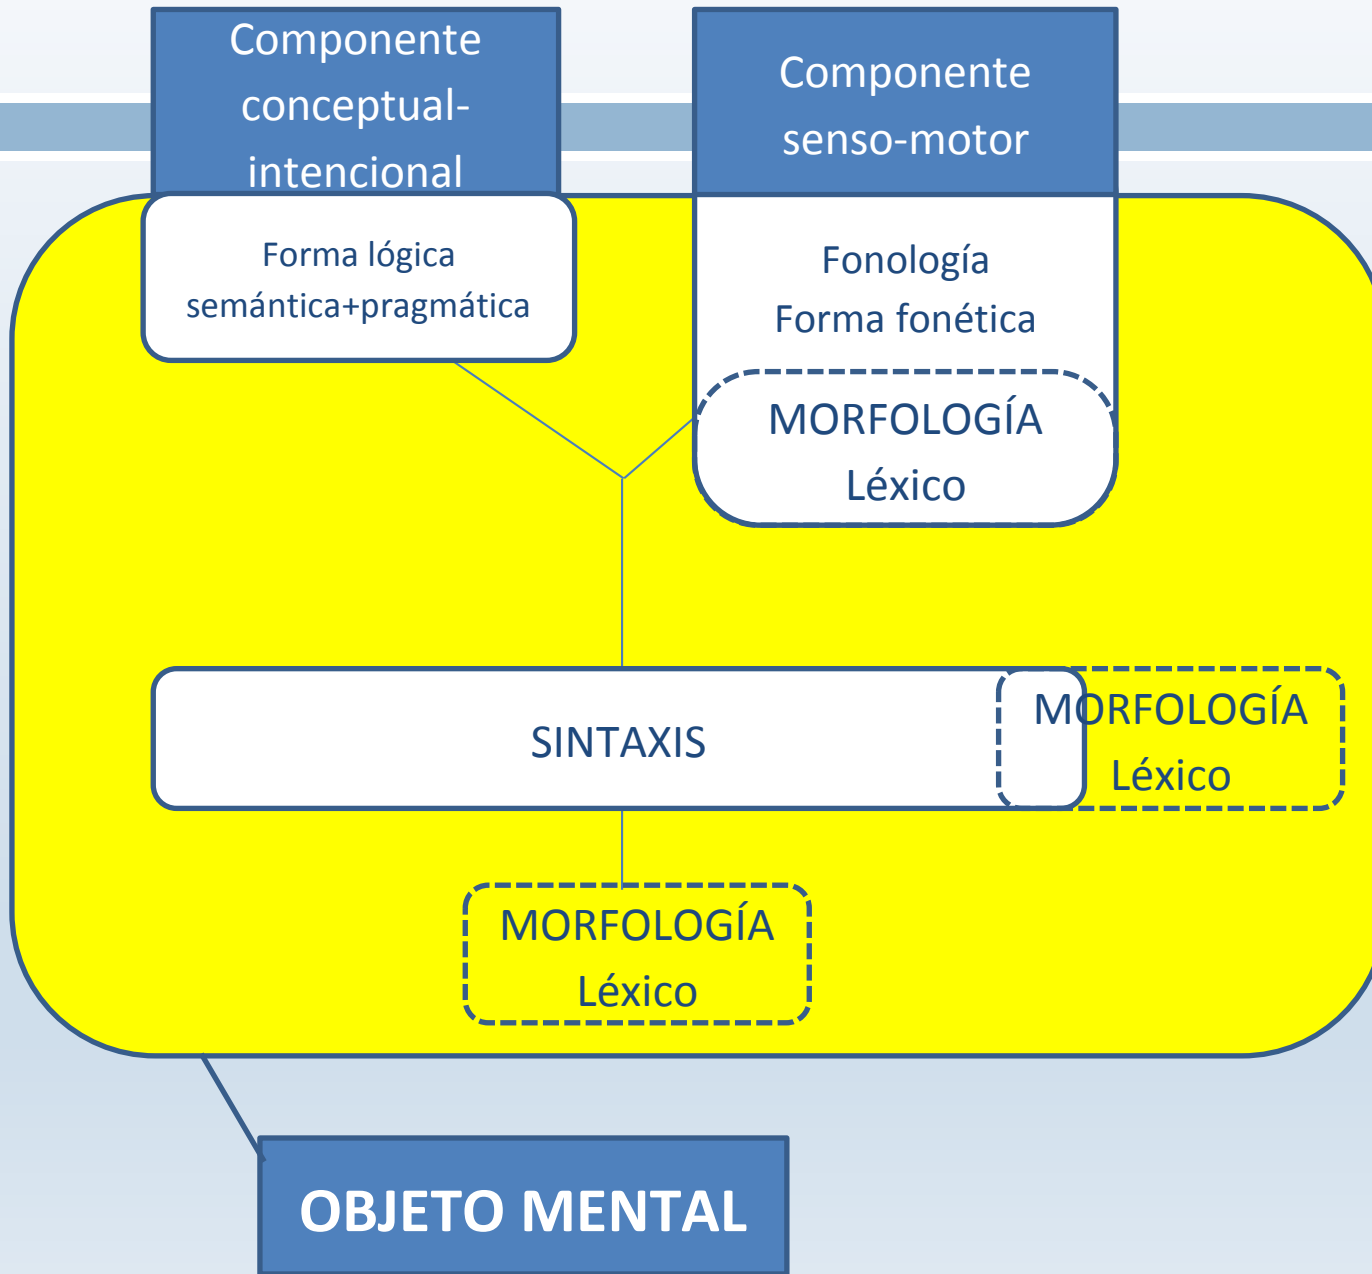 Componente
conceptual-
intencional
Componente
senso-motor
Forma lógica
semántica+pragmática
Fonología
Forma fonética
MORFOLOGÍA
Léxico
SINTAXIS
MORFOLOGÍA
Léxico
MORFOLOGÍA
Léxico
OBJETO MENTAL